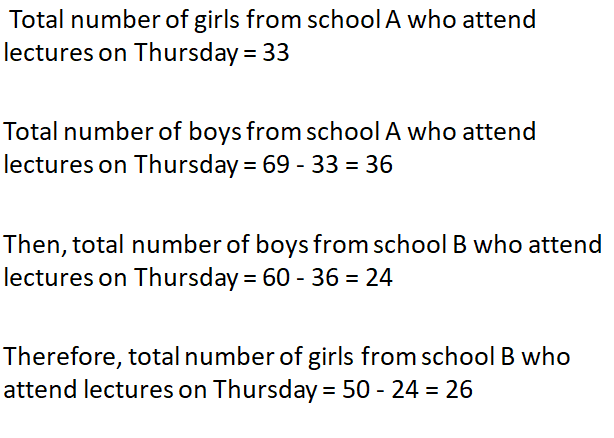 Total number of girls from school A who attend
lectures on Thursday = 33
Total number of boys from school A who attend
lectures on Thursday = 69 - 33 = 36
Then, total number of boys from school B who attend
lectures on Thursday = 60 - 36 = 24
Therefore, total number of girls from school B who
attend lectures on Thursday = 50 - 24 = 26